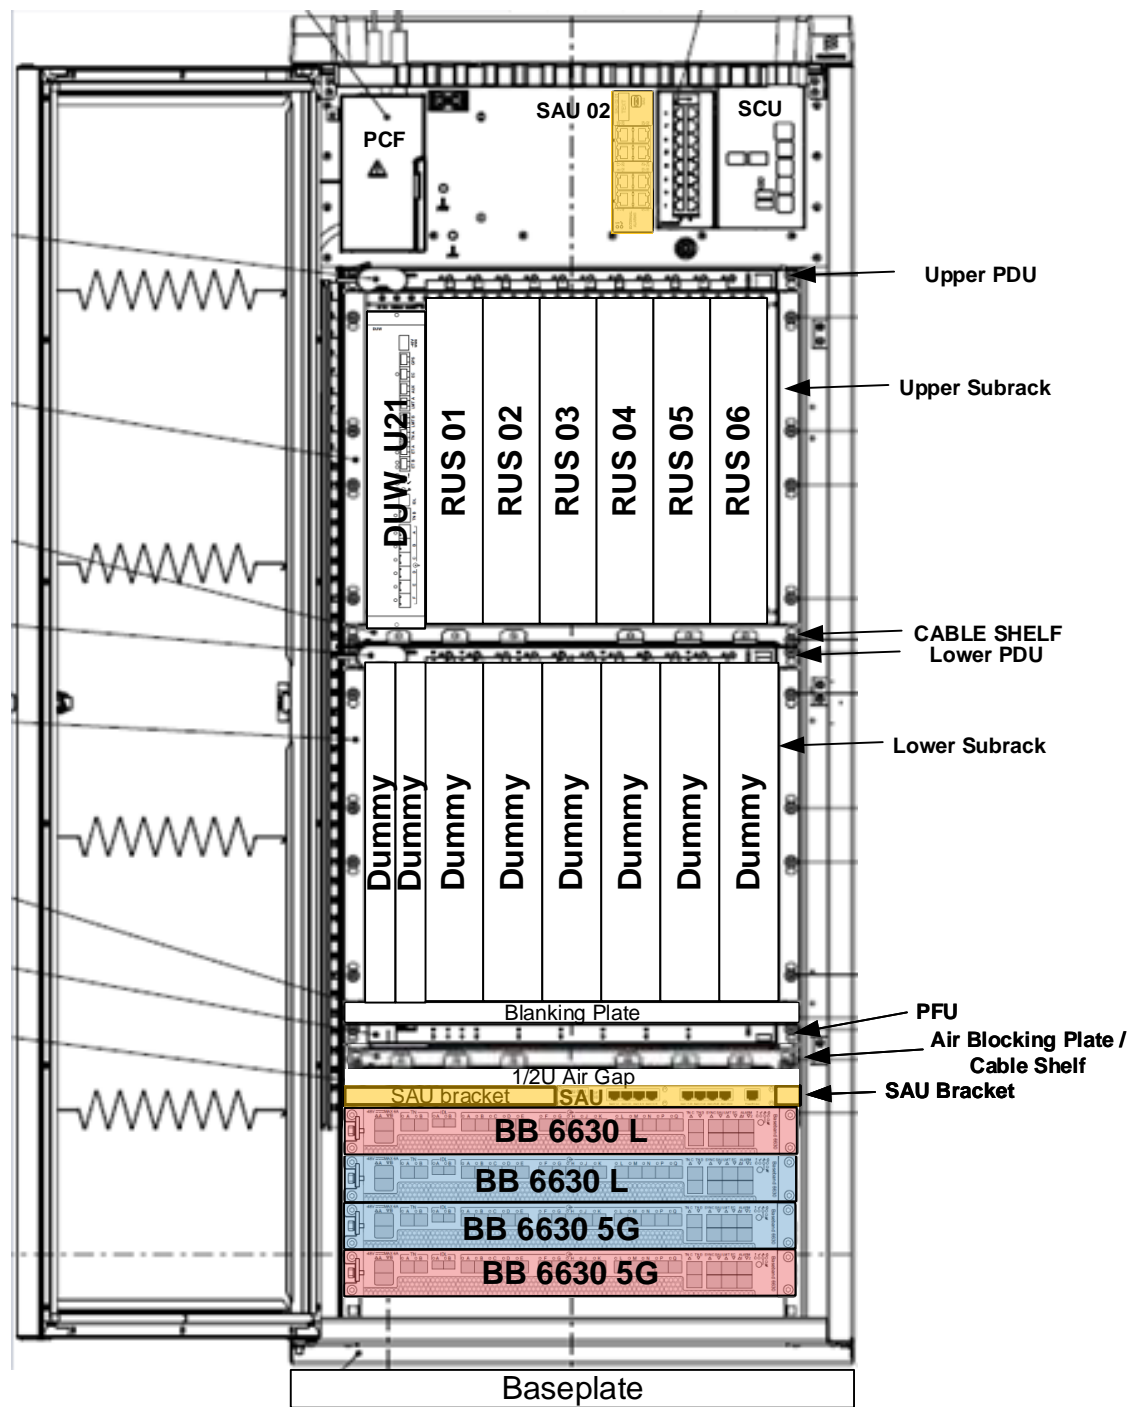 SAU 02
SCU
PCF
Upper PDU
Upper Subrack
DUW U21
RUS 01
RUS 02
RUS 03
RUS 04
RUS 05
RUS 06
CABLE SHELF
Lower PDU
Lower Subrack
Dummy
Dummy
Dummy
Dummy
Dummy
Dummy
Dummy
Dummy
Blanking Plate
PFU
Air Blocking Plate /
Cable Shelf
1/2U Air Gap
SAU bracket
SAU
SAU Bracket
BB 6630 L
BB 6630 L
BB 6630 5G
BB 6630 5G
Baseplate